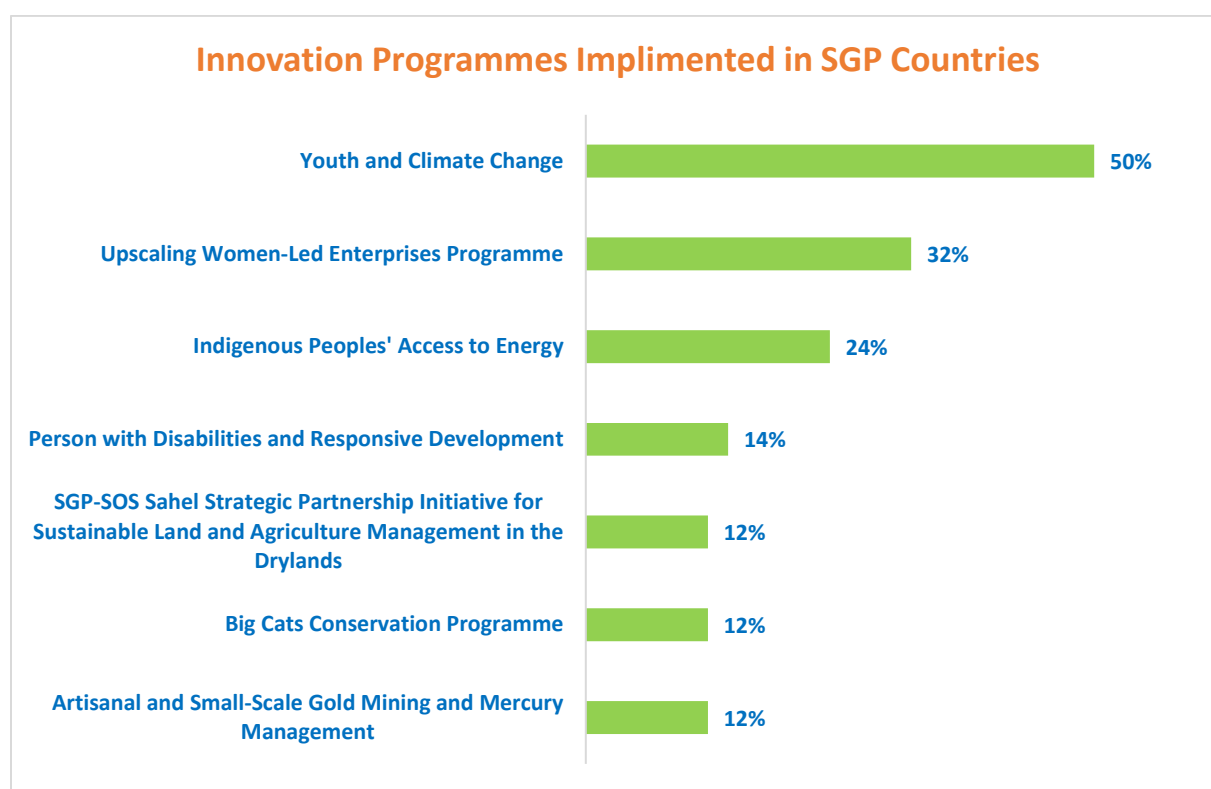 Innovation Programmes Implimented in SGP Countries
Youth and Climate Change
50%
Upscaling Women-Led Enterprises Programme
32%
Indigenous Peoples' Access to Energy
24%
Person with Disabilities and Responsive Development
14%
SGP-SOS Sahel Strategic Partnership Initiative for
Sustainable Land and Agriculture Management in the
Drylands
12%
Big Cats Conservation Programme
12%
Artisanal and Small-Scale Gold Mining and Mercury
Management
12%